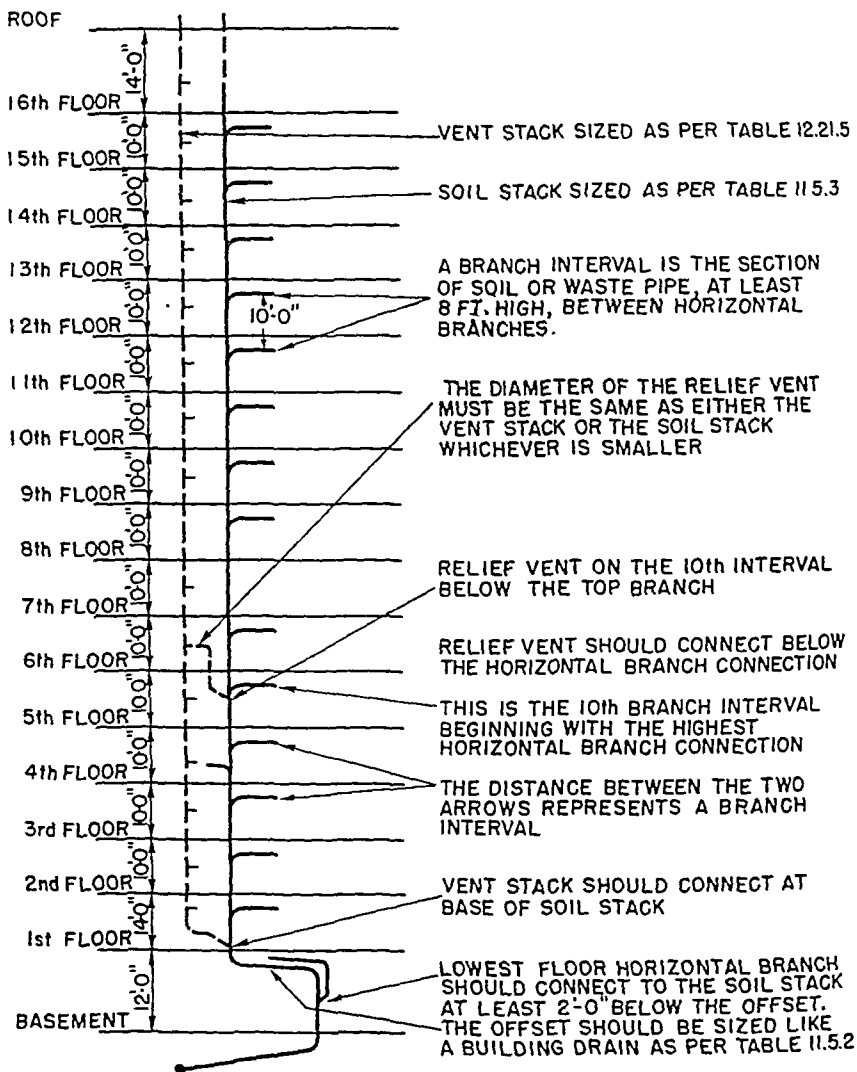 ROOF
14'-0"
16th FLOOR
10'-0"
VENT STACK SIZED AS PER TABLE 12.21.5
15th FLOOR
10'-0"
SOIL STACK SIZED AS PER TABLE 11 5.3
14th FLOOR
10'-0"
13th FLOOR
10'-0"
A BRANCH INTERVAL IS THE SECTION
OF SOIL OR WASTE PIPE, AT LEAST
8 FT. HIGH, BETWEEN HORIZONTAL
BRANCHES.
10'-0"
12th FLOOR
10'-0"
11th FLOOR
10'-0"
THE DIAMETER OF THE RELIEF VENT
MUST BE THE SAME AS EITHER THE
VENT STACK OR THE SOIL STACK
WHICHEVER IS SMALLER
10th FLOOR
10'-0"
9th FLOOR
10'-0"
8th FLOOR
10'-0"
RELIEF VENT ON THE 10th INTERVAL
BELOW THE TOP BRANCH
7th FLOOR
10'-0"
RELIEF VENT SHOULD CONNECT BELOW
THE HORIZONTAL BRANCH CONNECTION
6th FLOOR
10'-0"
THIS IS THE 10th BRANCH INTERVAL
BEGINNING WITH THE HIGHEST
HORIZONTAL BRANCH CONNECTION
5th FLOOR
10'-0"
4th FLOOR
10'-0"
THE DISTANCE BETWEEN THE TWO
ARROWS REPRESENTS A BRANCH
INTERVAL
3rd FLOOR
10'-0"
2nd FLOOR
14'-0"
VENT STACK SHOULD CONNECT AT
BASE OF SOIL STACK
1st FLOOR
12'-0"
LOWEST FLOOR HORIZONTAL BRANCH
SHOULD CONNECT TO THE SOIL STACK
AT LEAST 2'-0" BELOW THE OFFSET.
THE OFFSET SHOULD BE SIZED LIKE
A BUILDING DRAIN AS PER TABLE 11.5.2
BASEMENT